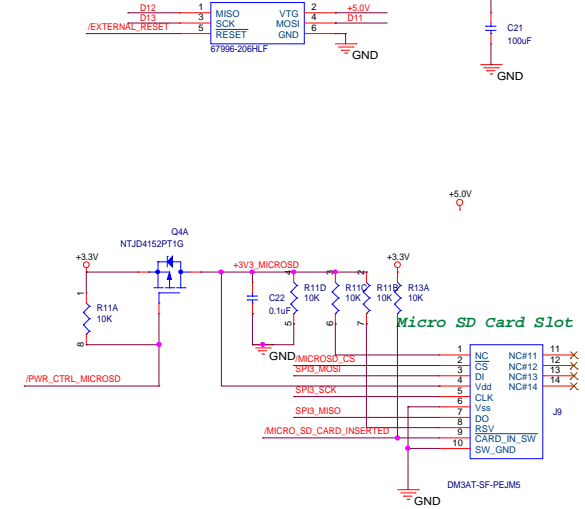 D12 1 MISO VTG 2 +5.0V
D13 3 SCK MOSI 4 D11
/EXTERNAL_RESET 5 RESET GND 6
67996-206HLF
GND
C21
100uF
GND
+5.0V
Q4A
NTJD4152PT1G
+3.3V
+3V3_MICROSD
+3.3V
1
R11A
10K
8
C22
0.1uF
4
R11D
10K
5
3
R11C
10K
6
2
R11B
10K
7
R13A
10K
GND
Micro SD Card Slot
/PWR_CTRL_MICROSD
/MICROSD_CS
SPI3_MOSI
SPI3_SCK
SPI3_MISO
/MICRO_SD_CARD_INSERTED
1 NC NC#11 11
2 CS NC#12 12
3 DI NC#13 13
4 Vdd NC#14 14
5 CLK
6 Vss
7 DO
8 RSV
9 CARD_IN_SW
10 SW_GND
J9
DM3AT-SF-PEJM5
GND